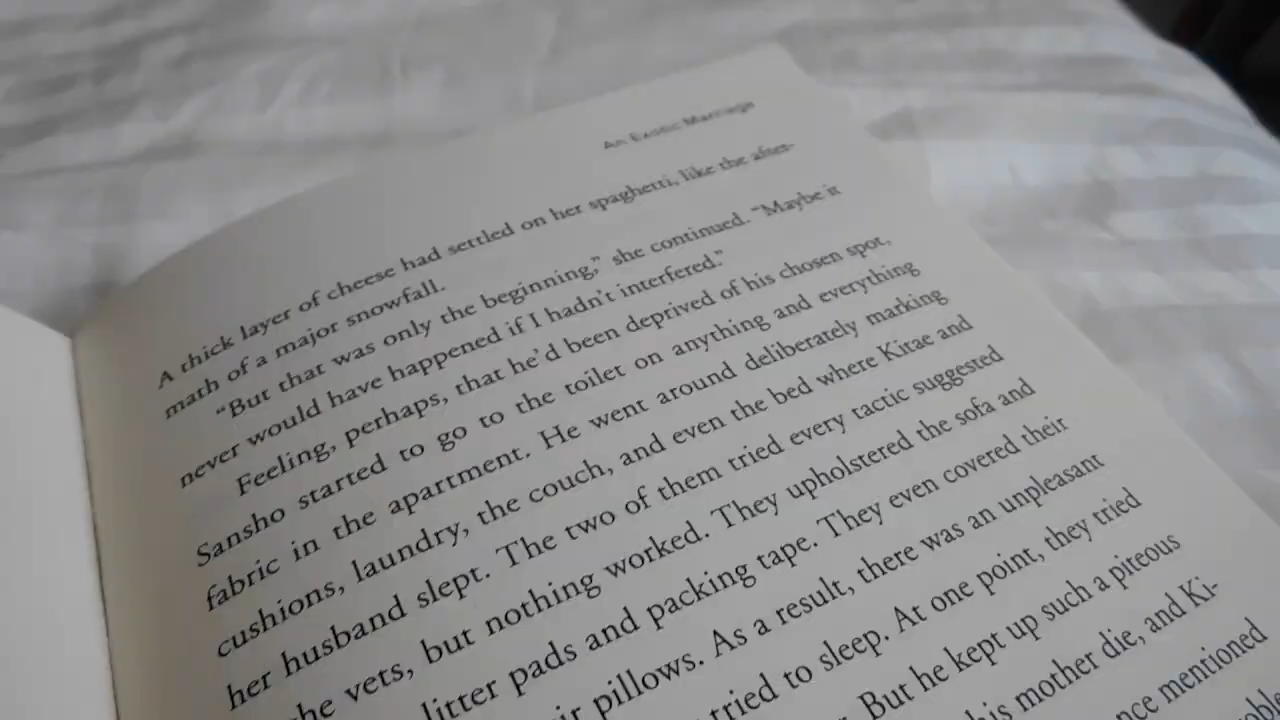 An Exotic Marriage
A thick layer of cheese had settled on her spaghetti, like the after-
math of a major snowfall.
“But that was only the beginning,” she continued. “Maybe it
never would have happened if I hadn’t interfered.”
Feeling, perhaps, that he’d been deprived of his chosen spot,
Sansho started to go to the toilet on anything and everything
fabric in the apartment. He went around deliberately marking
cushions, laundry, the couch, and even the bed where Kitae and
her husband slept. The two of them tried every tactic suggested
the vets, but nothing worked. They upholstered the sofa and
litter pads and packing tape. They even covered their
pillows. As a result, there was an unpleasant
tried to sleep. At one point, they tried
But he kept up such a piteous
his mother die, and Ki-
mentioned